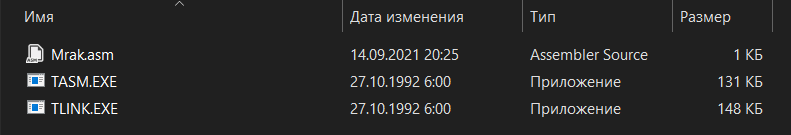 Имя Дата изменения Тип Размер
Mrak.asm 14.09.2021 20:25 Assembler Source 1 КБ
TASM.EXE 27.10.1992 6:00 Приложение 131 КБ
TLINK.EXE 27.10.1992 6:00 Приложение 148 КБ